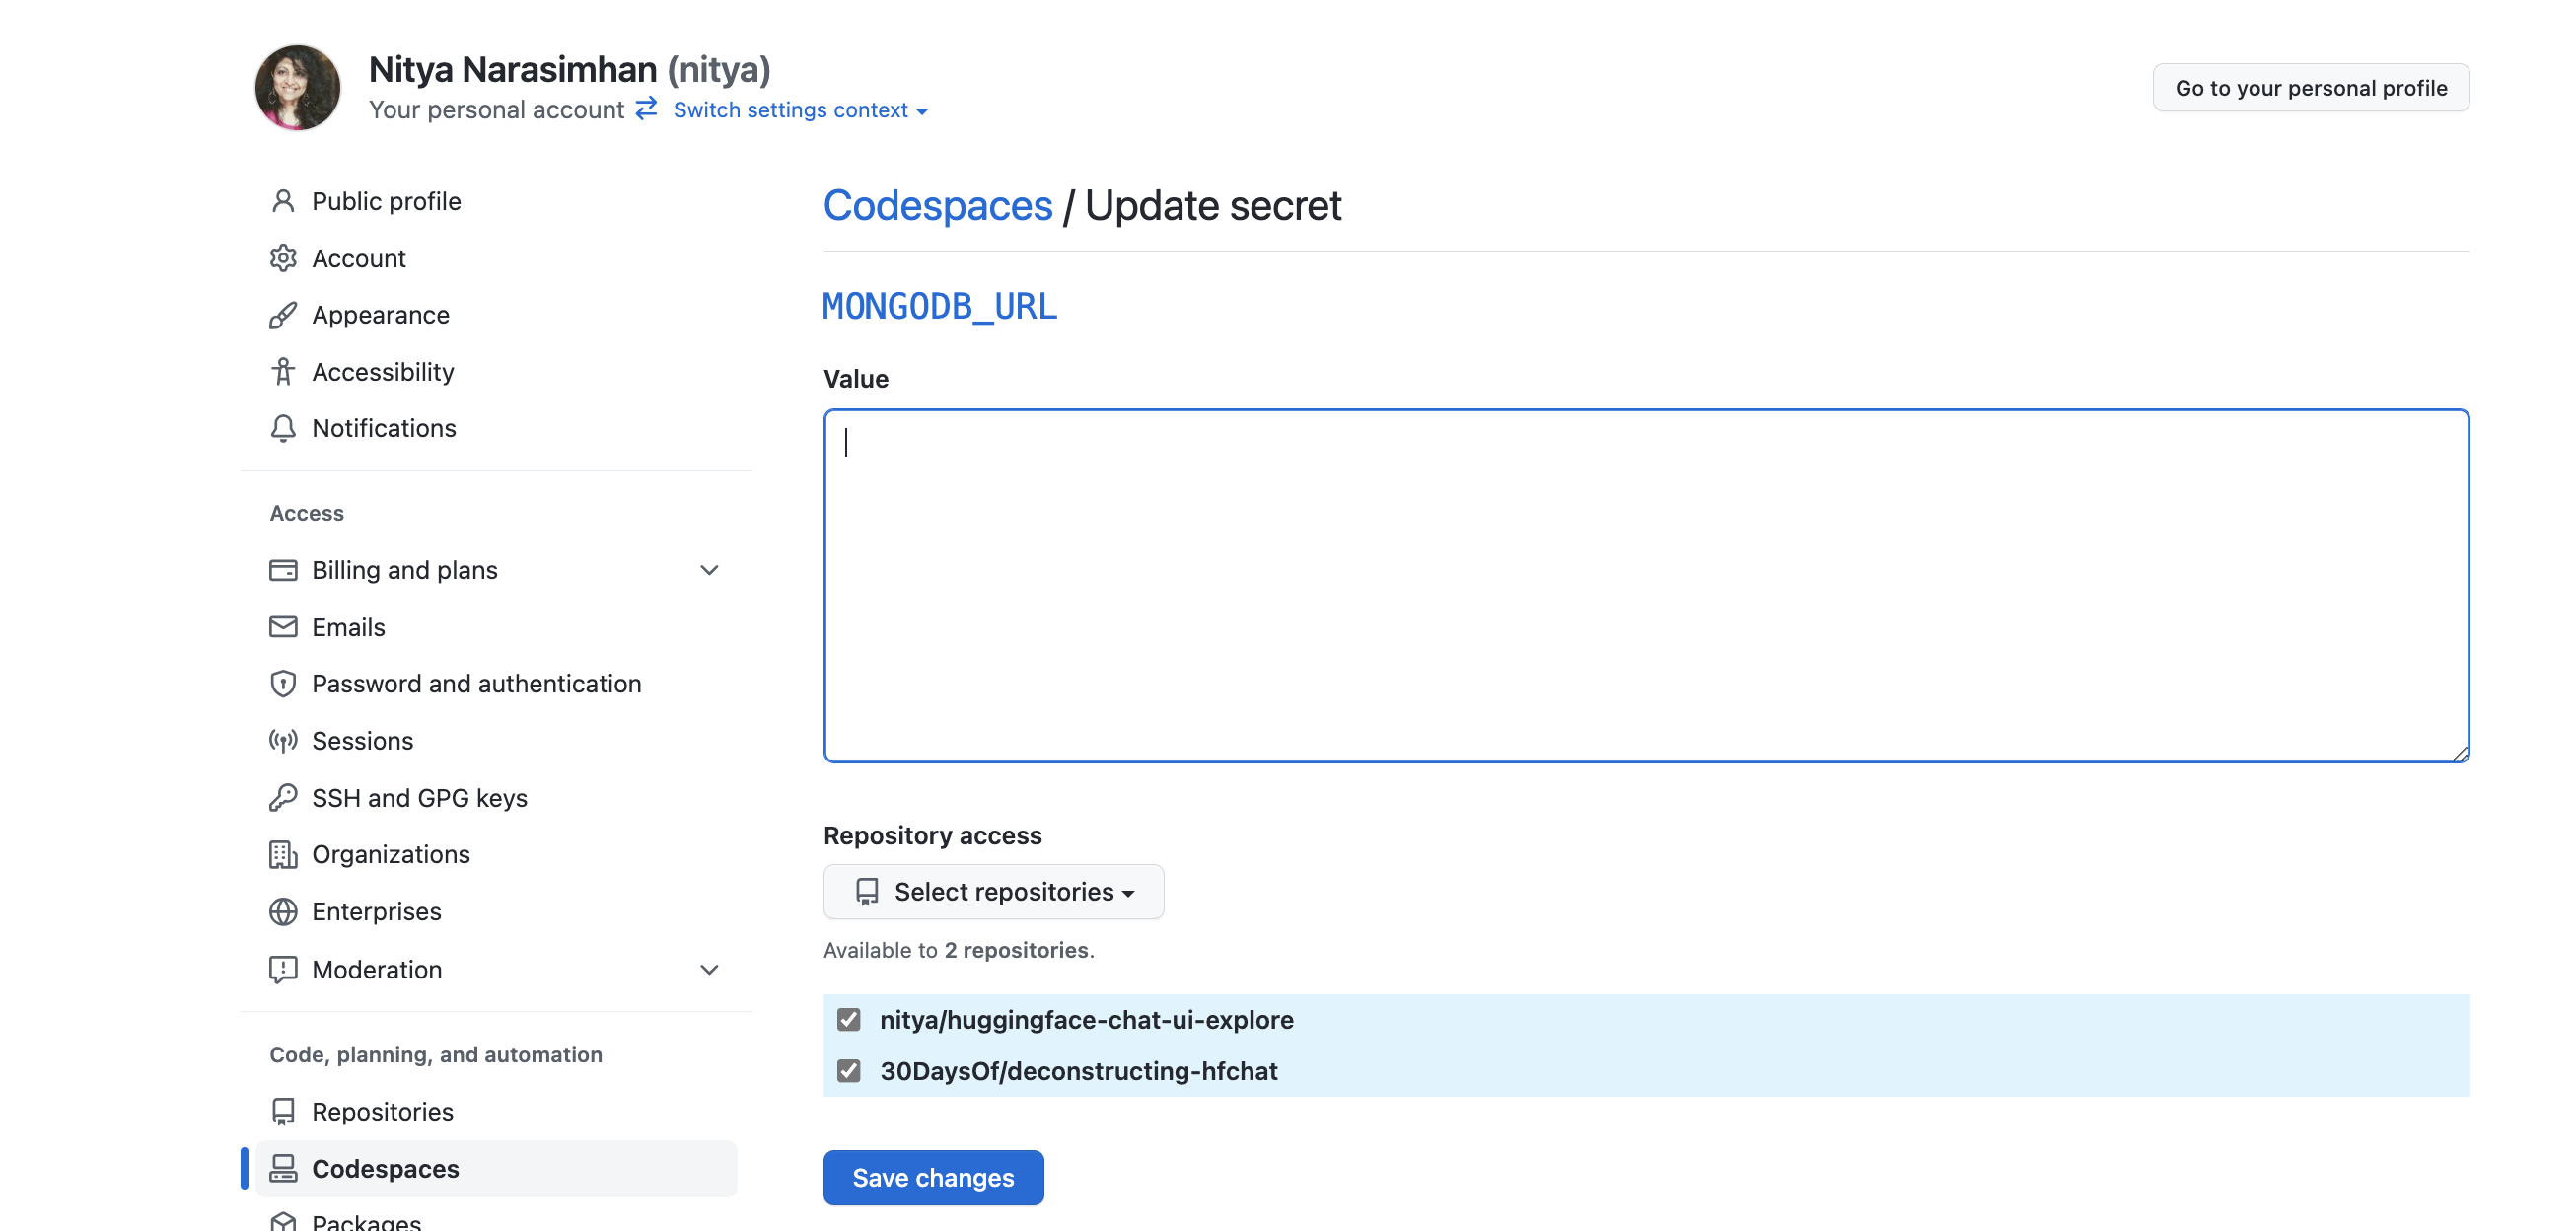 Nitya Narasimhan (nitya)
Your personal account Switch settings context
Go to your personal profile
Public profile
Account
Appearance
Accessibility
Notifications
Access
Billing and plans
Emails
Password and authentication
Sessions
SSH and GPG keys
Organizations
Enterprises
Moderation
Code, planning, and automation
Repositories
Codespaces
Packages
Codespaces / Update secret
MONGODB_URL
Value
Repository access
Select repositories
Available to 2 repositories.
nitya/huggingface-chat-ui-explore
30DaysOf/deconstructing-hfchat
Save changes